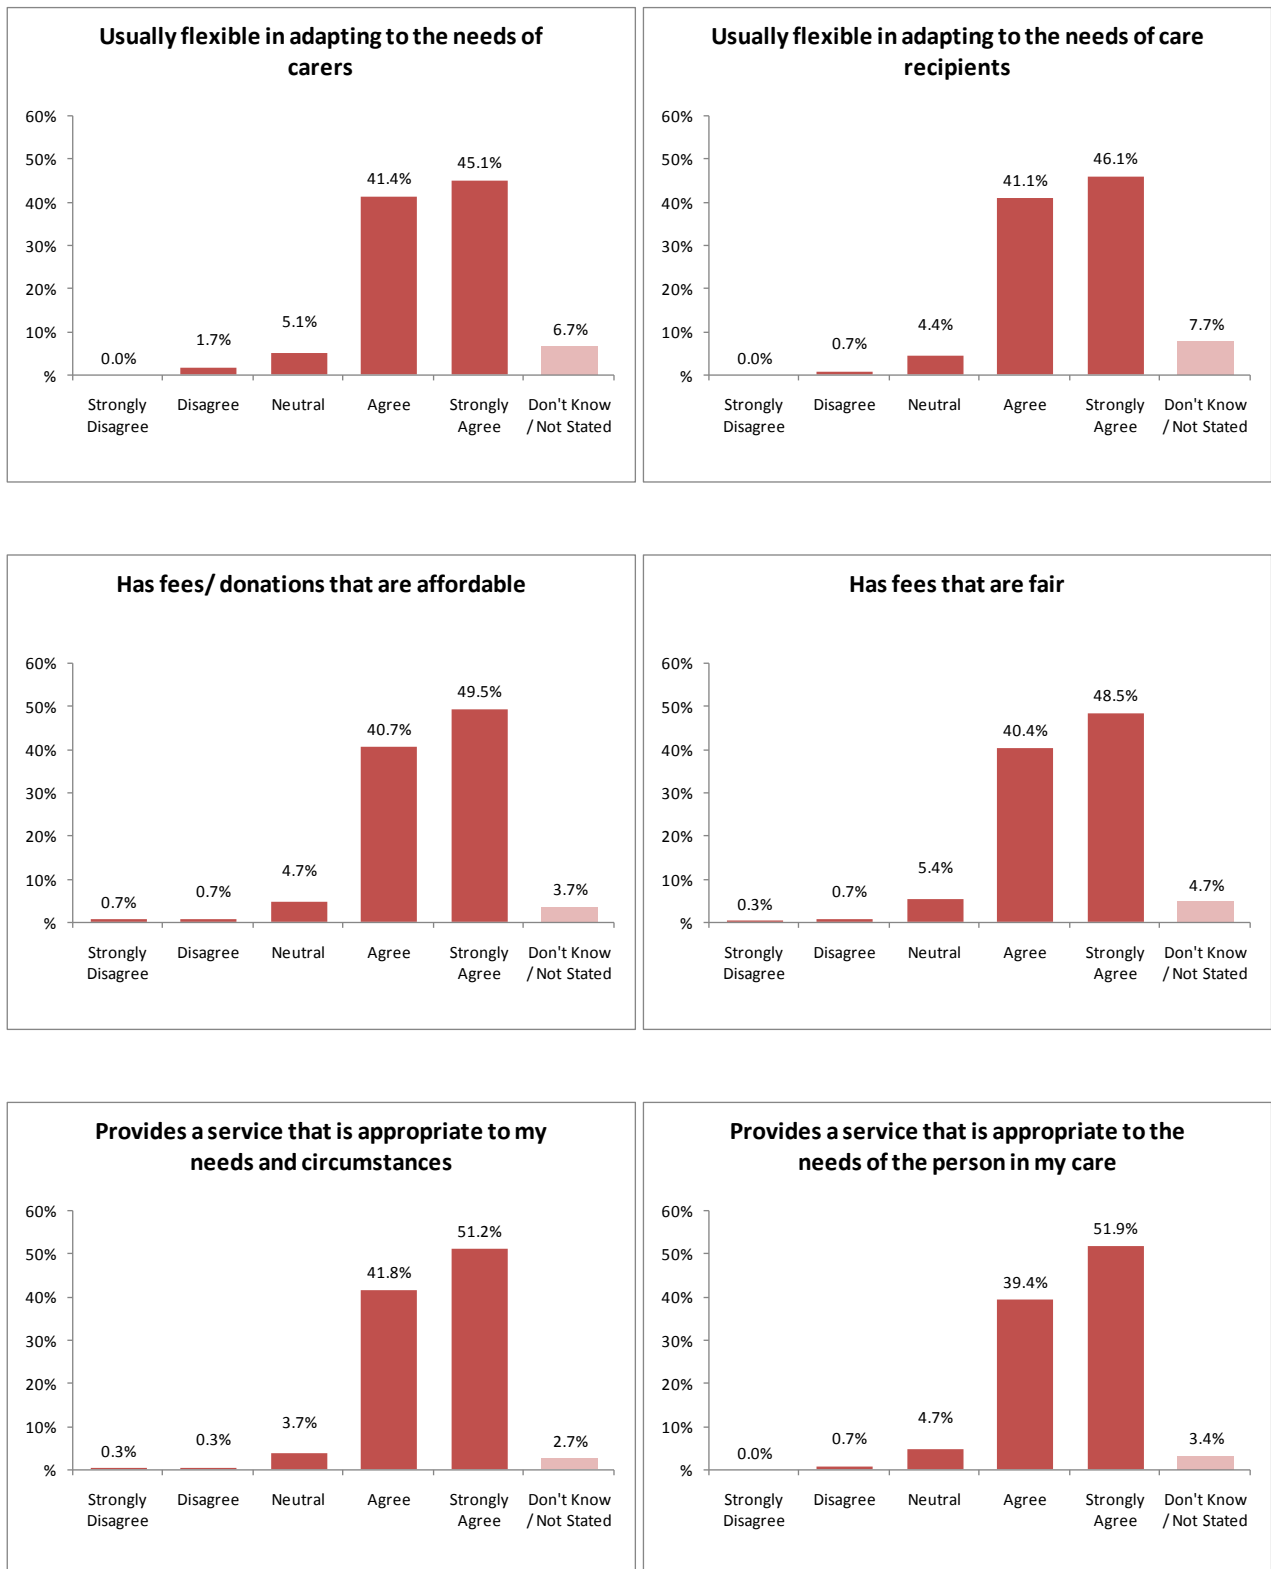 Usually flexible in adapting to the needs of
carers
60%
50%
40%
30%
20%
10%
%
0.0%
1.7%
5.1%
41.4%
45.1%
6.7%
Strongly
Disagree
Disagree
Neutral
Agree
Strongly
Agree
Don't Know
/ Not Stated
Usually flexible in adapting to the needs of care
recipients
60%
50%
40%
30%
20%
10%
%
0.0%
0.7%
4.4%
41.1%
46.1%
7.7%
Strongly
Disagree
Disagree
Neutral
Agree
Strongly
Agree
Don't Know
/ Not Stated
Has fees/ donations that are affordable
60%
50%
40%
30%
20%
10%
%
0.7%
0.7%
4.7%
40.7%
49.5%
3.7%
Strongly
Disagree
Disagree
Neutral
Agree
Strongly
Agree
Don't Know
/ Not Stated
Has fees that are fair
60%
50%
40%
30%
20%
10%
%
0.3%
0.7%
5.4%
40.4%
48.5%
4.7%
Strongly
Disagree
Disagree
Neutral
Agree
Strongly
Agree
Don't Know
/ Not Stated
Provides a service that is appropriate to my
needs and circumstances
60%
50%
40%
30%
20%
10%
%
0.3%
0.3%
3.7%
41.8%
51.2%
2.7%
Strongly
Disagree
Disagree
Neutral
Agree
Strongly
Agree
Don't Know
/ Not Stated
Provides a service that is appropriate to the
needs of the person in my care
60%
50%
40%
30%
20%
10%
%
0.0%
0.7%
4.7%
39.4%
51.9%
3.4%
Strongly
Disagree
Disagree
Neutral
Agree
Strongly
Agree
Don't Know
/ Not Stated